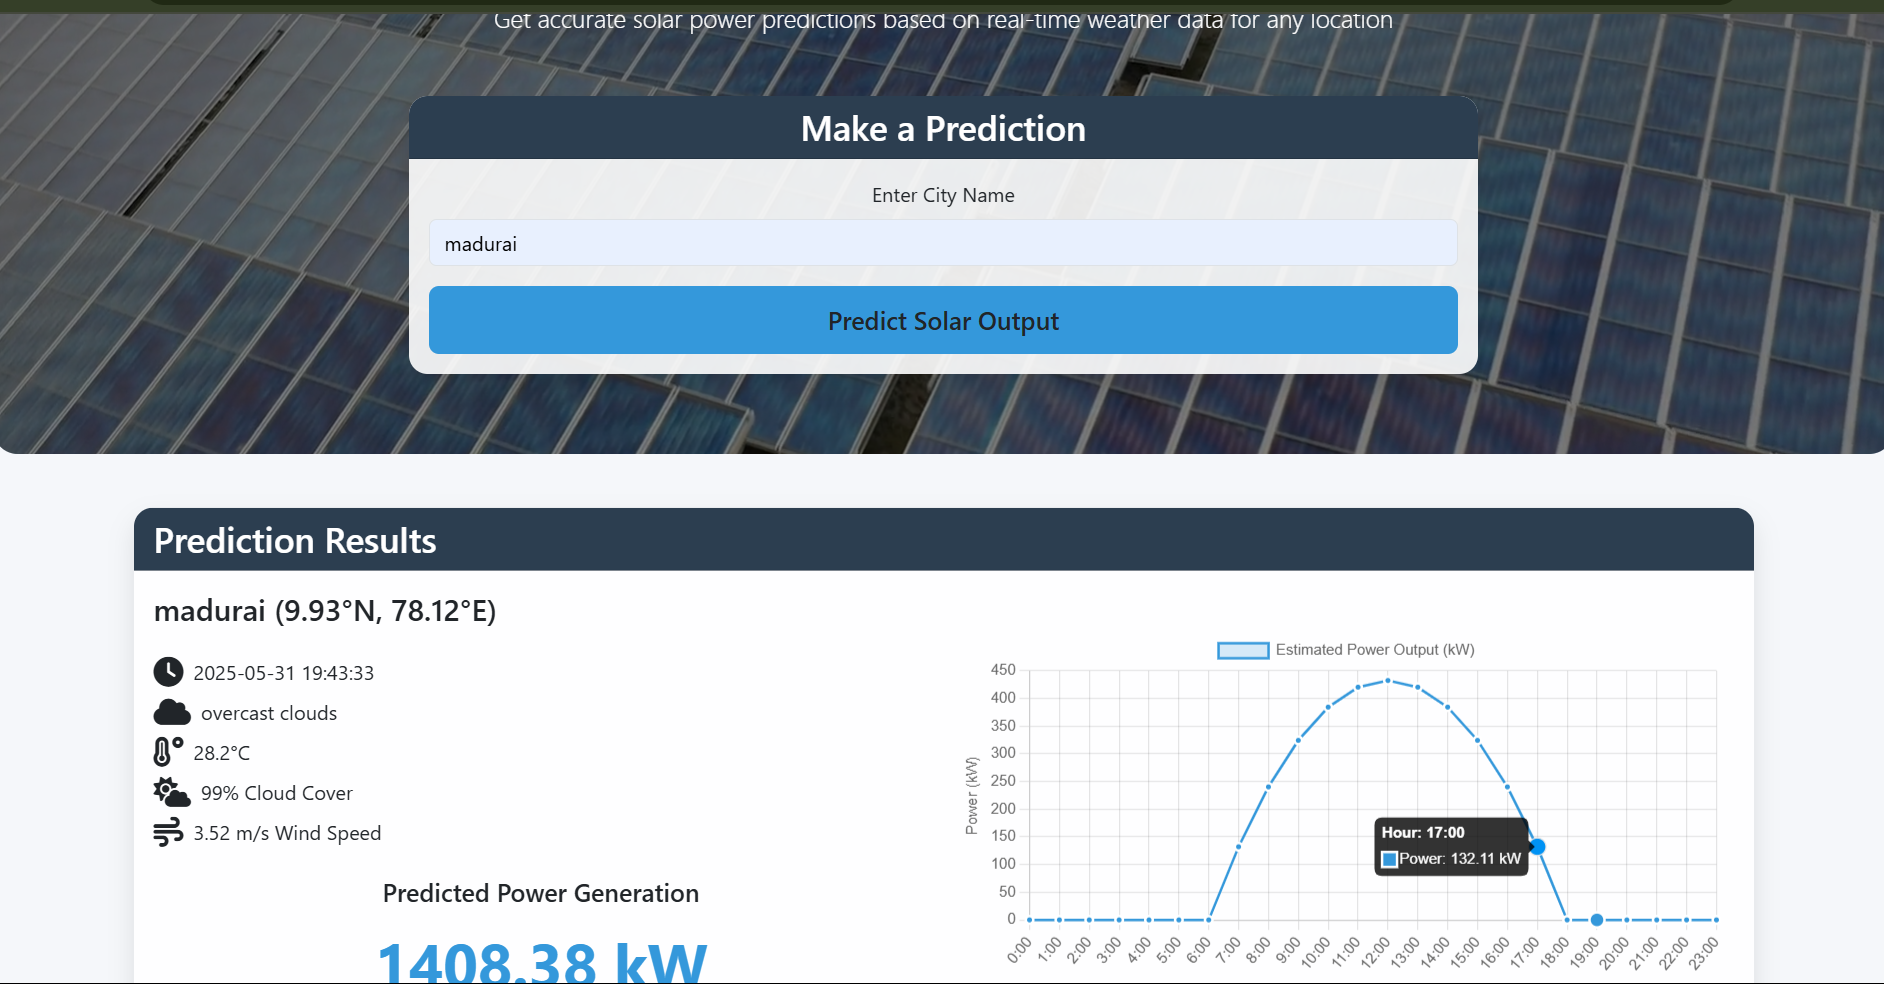 Get accurate solar power predictions based on real-time weather data for any location
Make a Prediction
Enter City Name
madurai
Predict Solar Output
Prediction Results
madurai (9.93°N, 78.12°E)
2025-05-31 19:43:33
overcast clouds
28.2°C
99% Cloud Cover
3.52 m/s Wind Speed
Predicted Power Generation
1408.38 kW
Estimated Power Output (kW)
Power (kW)
450
400
350
300
250
200
150
100
50
0
Hour: 17:00
Power: 132.11 kW
0:00 1:00 2:00 3:00 4:00 5:00 6:00 7:00 8:00 9:00 10:00 11:00 12:00 13:00 14:00 15:00 16:00 17:00 18:00 19:00 20:00 21:00 22:00 23:00